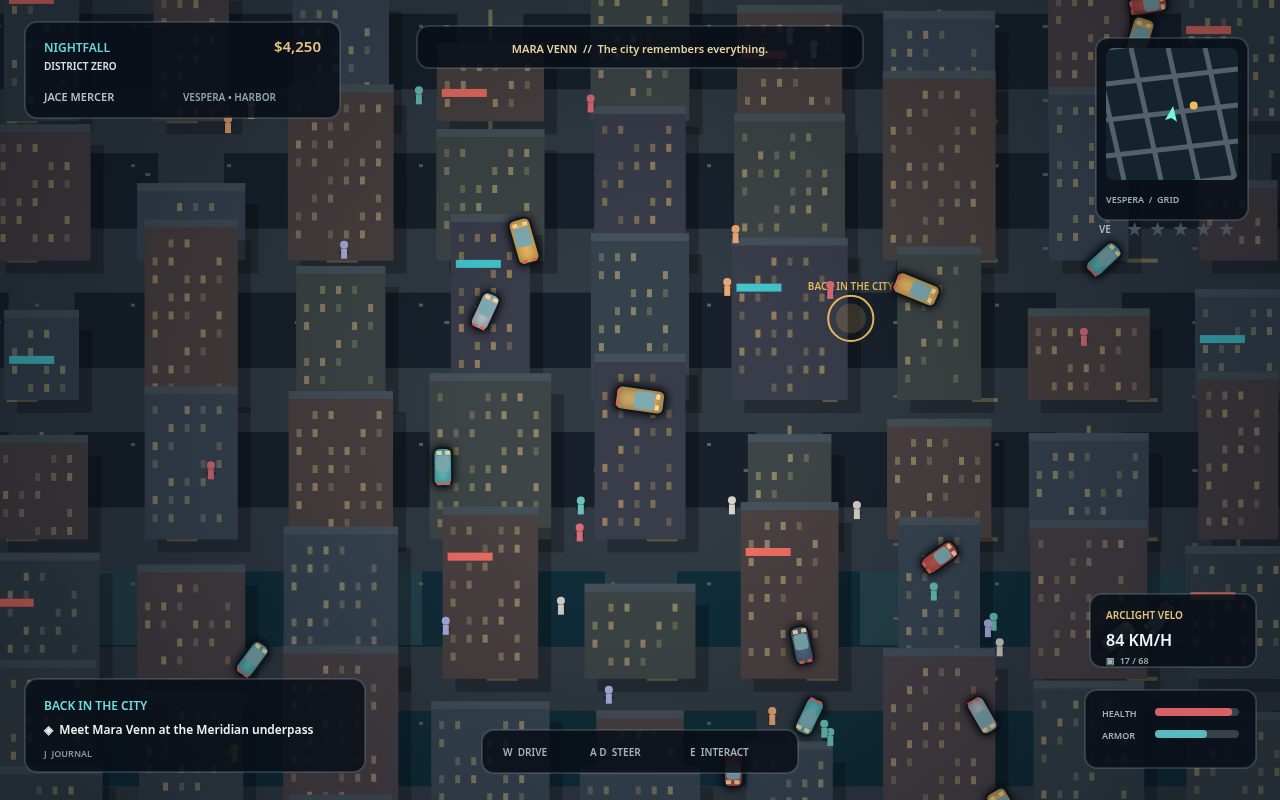 NIGHTFALL
$4,250
DISTRICT ZERO
JACE MERCER
VESPERA • HARBOR
MARA VENN // The city remembers everything.
VESPERA / GRID
VE ★ ★ ★ ★ ★
BACK IN THE CITY
ARCLIGHT VELO
84 KM/H
17 / 68
BACK IN THE CITY
◈ Meet Mara Venn at the Meridian underpass
J JOURNAL
W DRIVE
A D STEER
E INTERACT
HEALTH
ARMOR